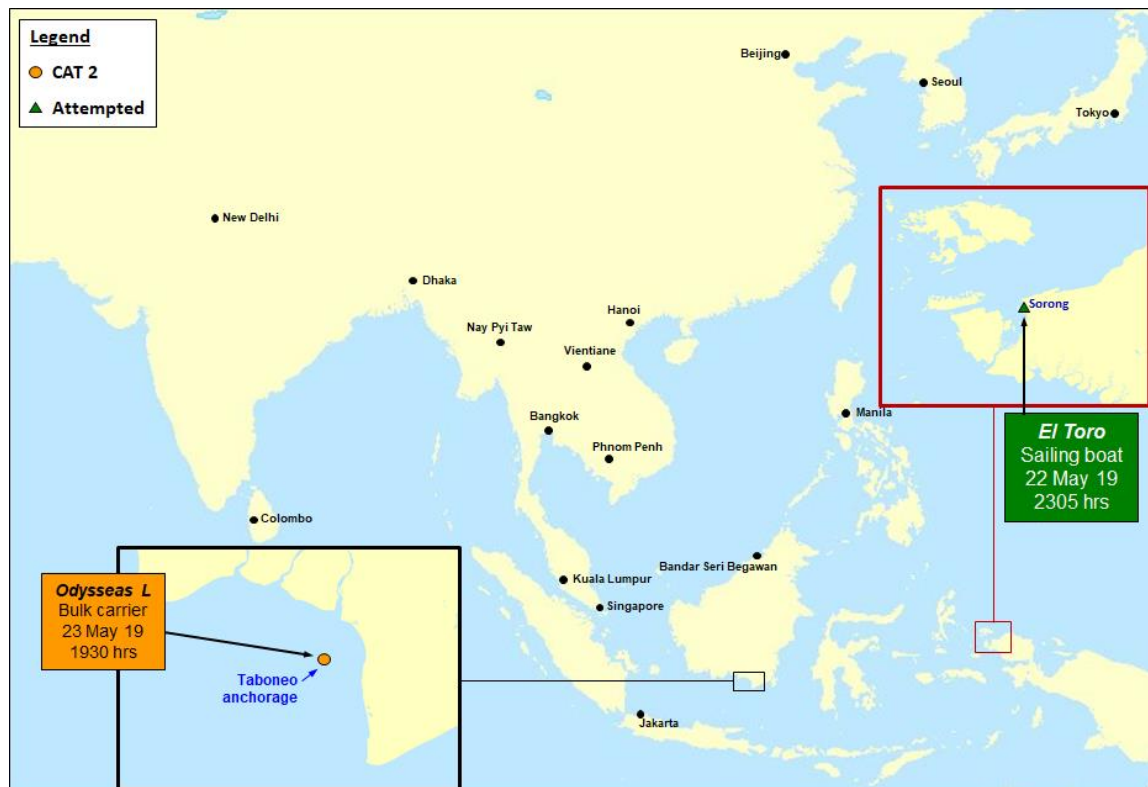 Legend
CAT 2
Attempted
Beijing
Seoul
Tokyo
New Delhi
Dhaka
Hanoi
Nay Pyi Taw
Vientiane
Sorong
Bangkok
Manila
Phnom Penh
El Toro
Sailing boat
22 May 19
2305 hrs
Colombo
Bandar Seri Begawan
Kuala Lumpur
Singapore
Odysseas L
Bulk carrier
23 May 19
1930 hrs
Taboneo
anchorage
Jakarta